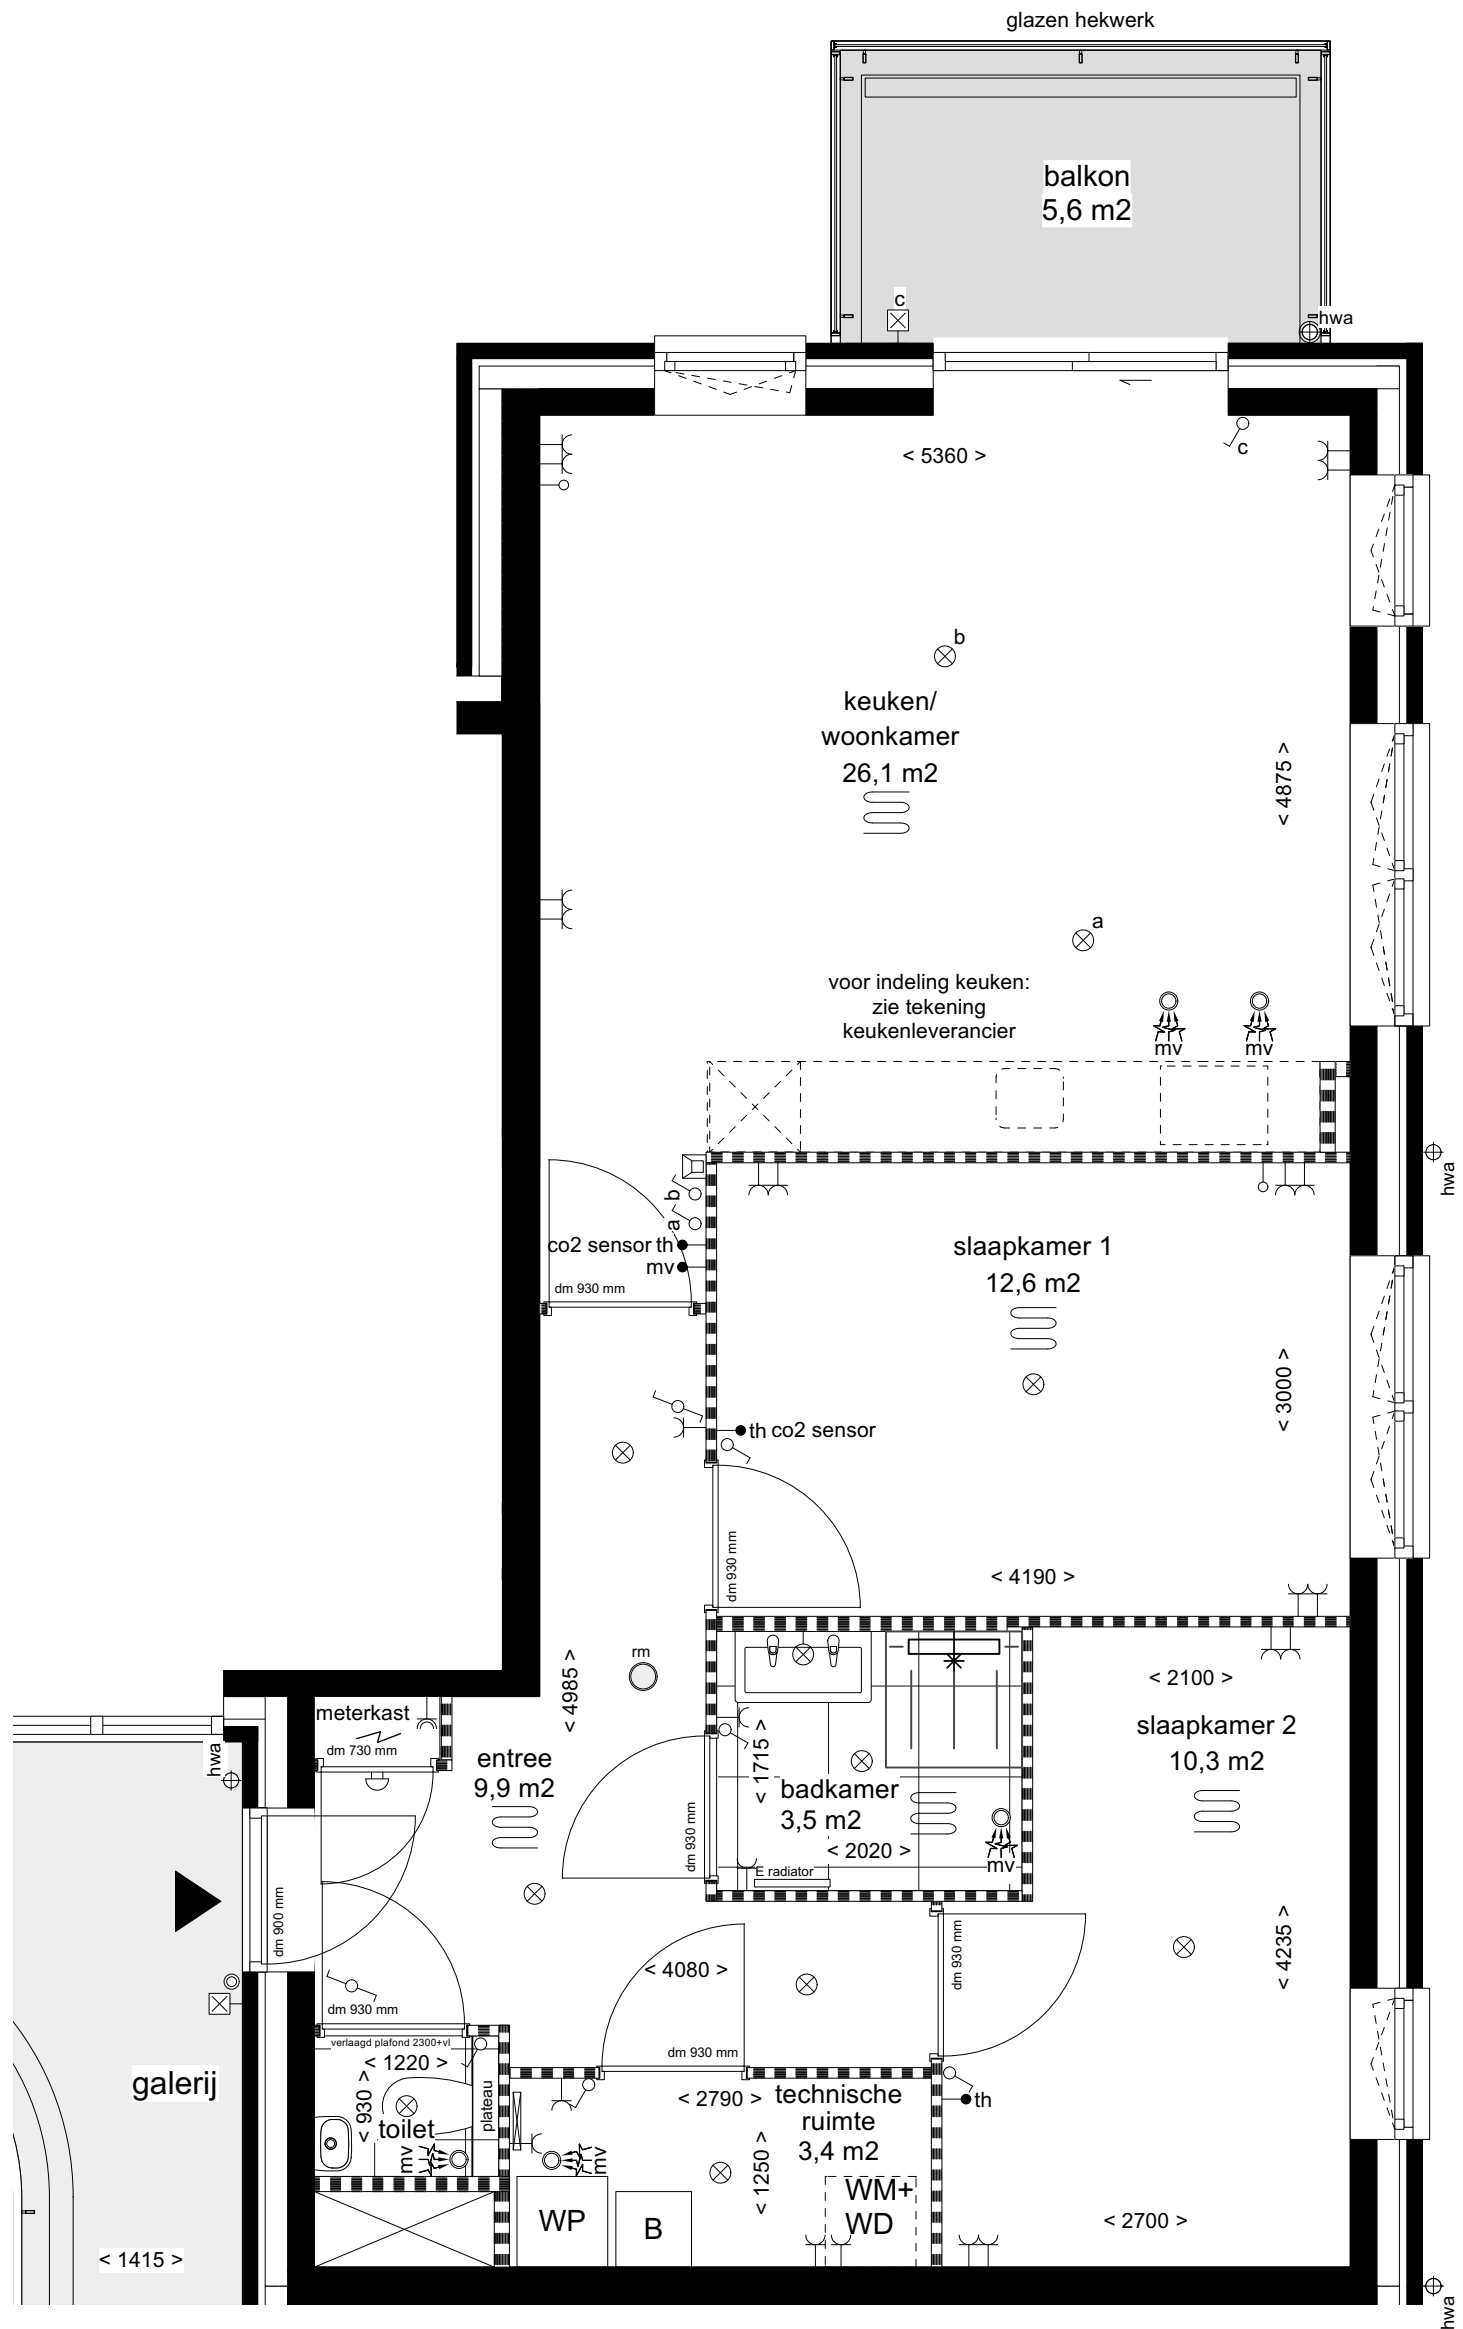 glazen hekwerk
balkon
5,6 m2
c
hwa
< 5360 >
c
b
keuken/
woonkamer
26,1 m2
< 4875 >
a
voor indeling keuken:
zie tekening
keukenleverancier
mv
mv
hwa
b
a
co2 sensor th
mv
dm 930 mm
slaapkamer 1
12,6 m2
< 3000 >
th co2 sensor
dm 930 mm
< 4190 >
rm
< 4985 >
< 2100 >
slaapkamer 2
10,3 m2
meterkast
dm 730 mm
hwa
entree
9,9 m2
< 1715 >
badkamer
3,5 m2
< 2020 >
mv
E radiator
dm 930 mm
dm 900 mm
dm 930 mm
< 4235 >
< 4080 >
dm 930 mm
dm 930 mm
verlaagd plafond 2300+vl
< 1220 >
< 930 >
toilet
plateau
mv
galerij
< 2790 >
technische
ruimte
3,4 m2
th
mv
< 1250 >
WP
B
WM+
WD
< 2700 >
< 1415 >
hwa